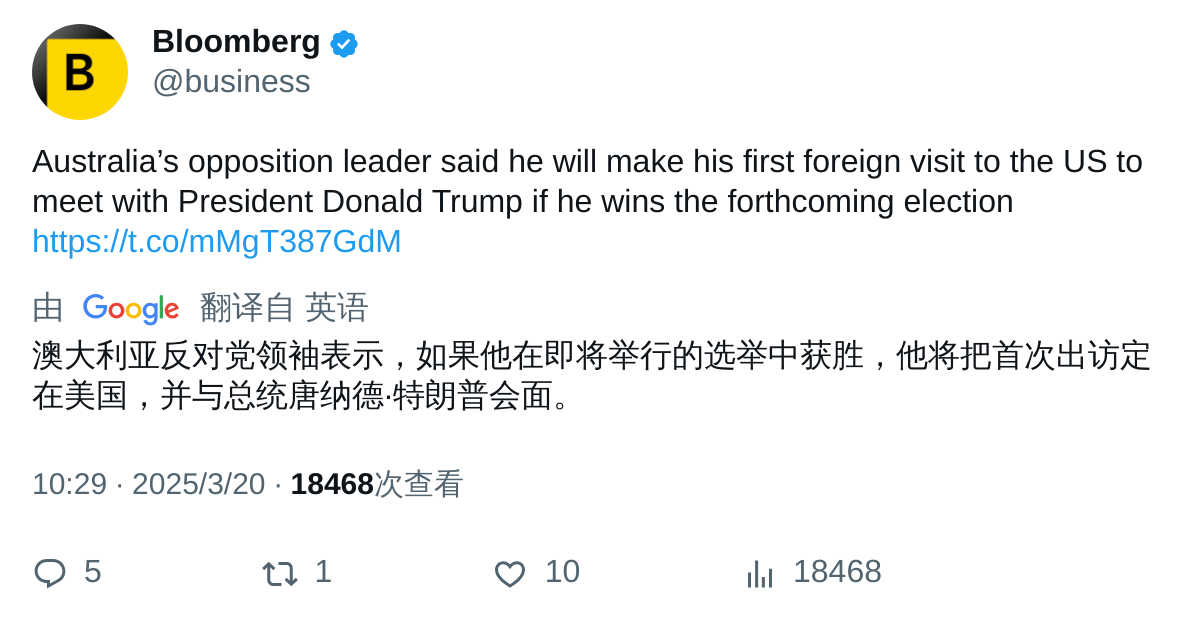 B
Bloomberg
@business
Australia’s opposition leader said he will make his first foreign visit to the US to
meet with President Donald Trump if he wins the forthcoming election
https://t.co/mMgT387GdM
由 Google 翻译自 英语
澳大利亚反对党领袖表示，如果他在即将举行的选举中获胜，他将把首次出访定
在美国，并与总统唐纳德·特朗普会面。
10:29 · 2025/3/20 · 18468次查看
5 1 10 18468